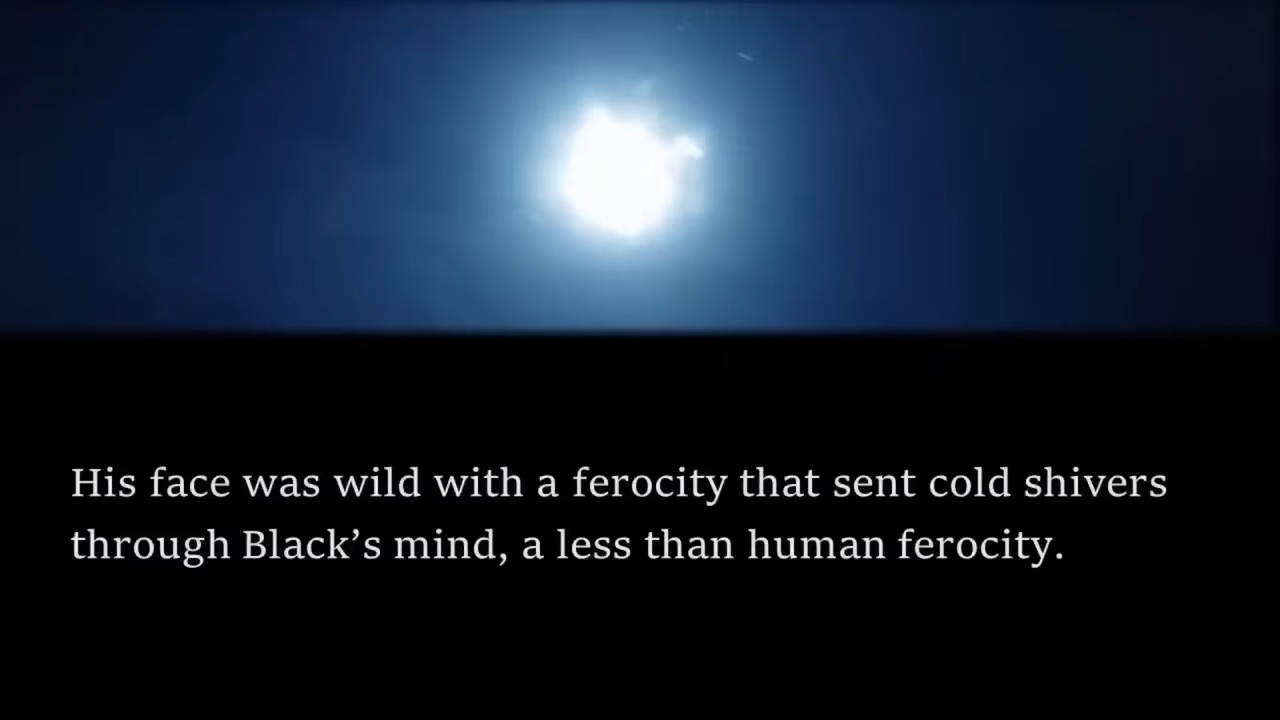 His face was wild with a ferocity that sent cold shivers
through Black’s mind, a less than human ferocity.